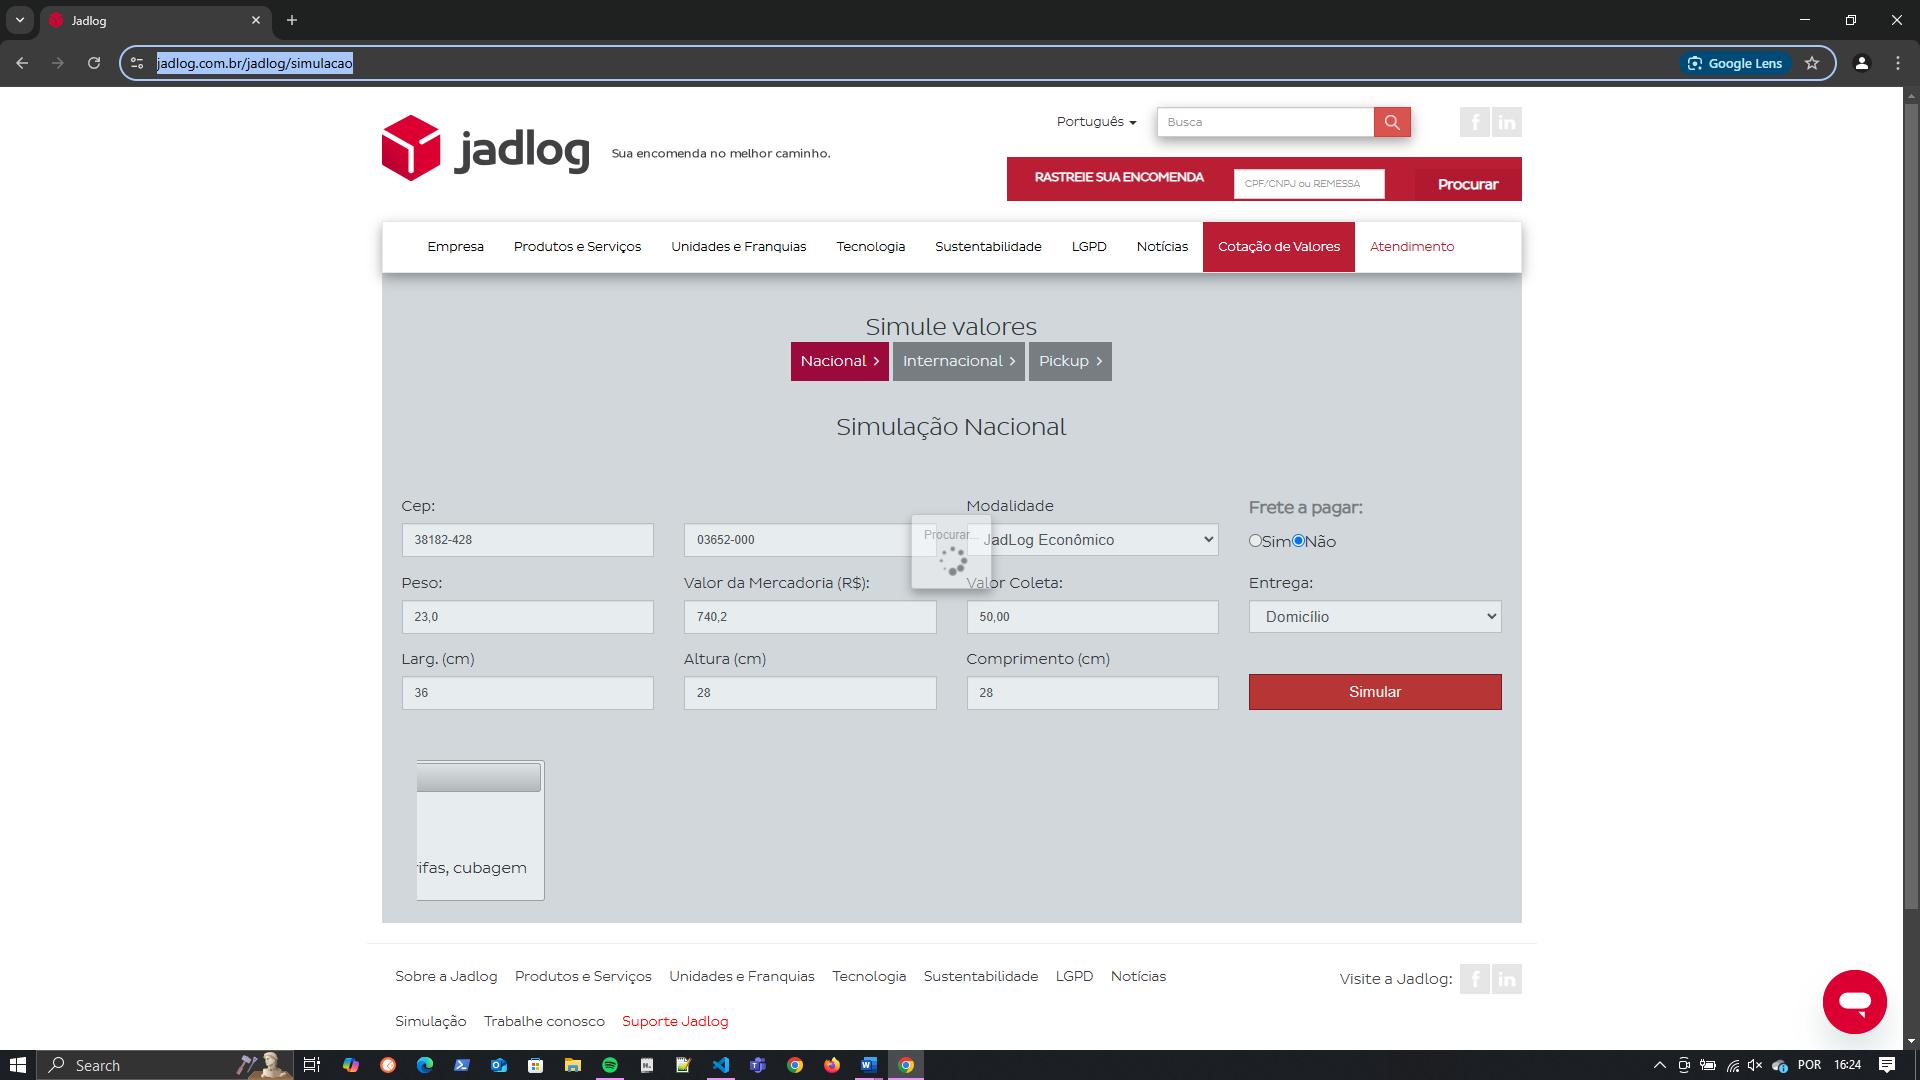 Jadlog
jadlog.com.br/jadlog/simulacao
Google Lens
jadlog
Sua encomenda no melhor caminho.
Português
Busca
f in
RASTREIE SUA ENCOMENDA
CPF/CNPJ ou REMESSA
Procurar
Empresa
Produtos e Serviços
Unidades e Franquias
Tecnologia
Sustentabilidade
LGPD
Notícias
Cotação de Valores
Atendimento
Simule valores
Nacional >
Internacional >
Pickup >
Simulação Nacional
Cep:
38182-428
03652-000
Modalidade
JadLog Econômico
Frete a pagar:
Sim Não
Procurar...
Peso:
23,0
Valor da Mercadoria (R$):
740,2
Valor Coleta:
50,00
Entrega:
Domicílio
Larg. (cm)
36
Altura (cm)
28
Comprimento (cm)
28
Simular
ifas, cubagem
Sobre a Jadlog
Produtos e Serviços
Unidades e Franquias
Tecnologia
Sustentabilidade
LGPD
Notícias
Visite a Jadlog:
f in
Simulação
Trabalhe conosco
Suporte Jadlog
Search
POR
16:24